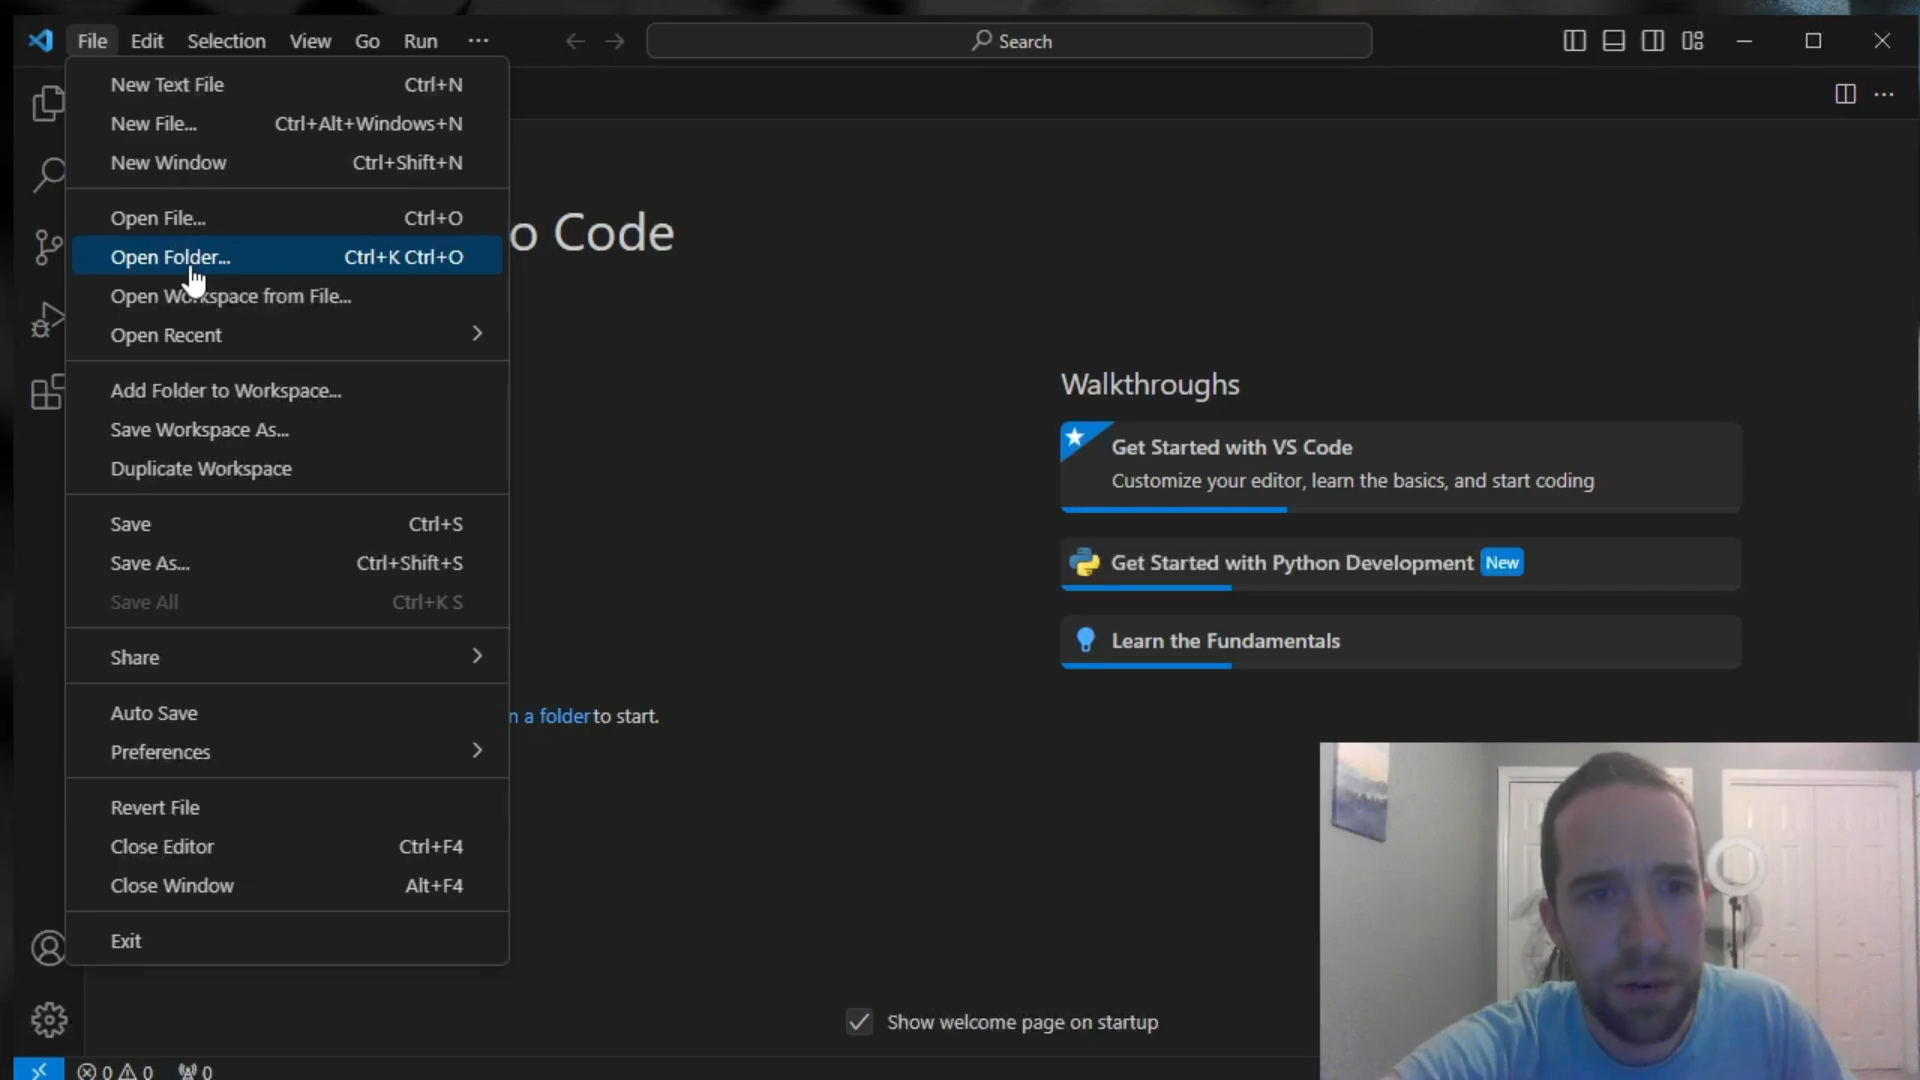 File Edit Selection View Go Run ···
Search
New Text File Ctrl+N
New File... Ctrl+Alt+Windows+N
New Window Ctrl+Shift+N
Open File... Ctrl+O
Open Folder... Ctrl+K Ctrl+O
Open Workspace from File...
Open Recent
Add Folder to Workspace...
Save Workspace As...
Duplicate Workspace
Save Ctrl+S
Save As... Ctrl+Shift+S
Save All Ctrl+K S
Share
Auto Save
Preferences
Revert File
Close Editor Ctrl+F4
Close Window Alt+F4
Exit
o Code
n a folder to start.
Walkthroughs
Get Started with VS Code
Customize your editor, learn the basics, and start coding
Get Started with Python Development New
Learn the Fundamentals
Show welcome page on startup
0 0 0